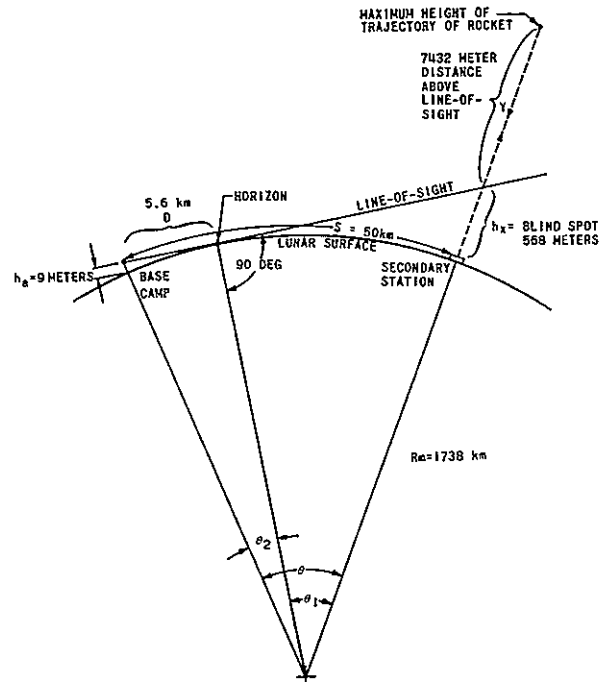 MAXIMUM HEIGHT OF
TRAJECTORY OF ROCKET
7432 METER
DISTANCE
ABOVE
LINE-OF-
SIGHT
Y
5.6 km
D
HORIZON
LINE-OF-SIGHT
S = 50km
LUNAR SURFACE
hx= BLIND SPOT
568 METERS
ha=9 METERS
BASE
CAMP
90 DEG
SECONDARY
STATION
Rm=1738 km
θ2
θ
θ1